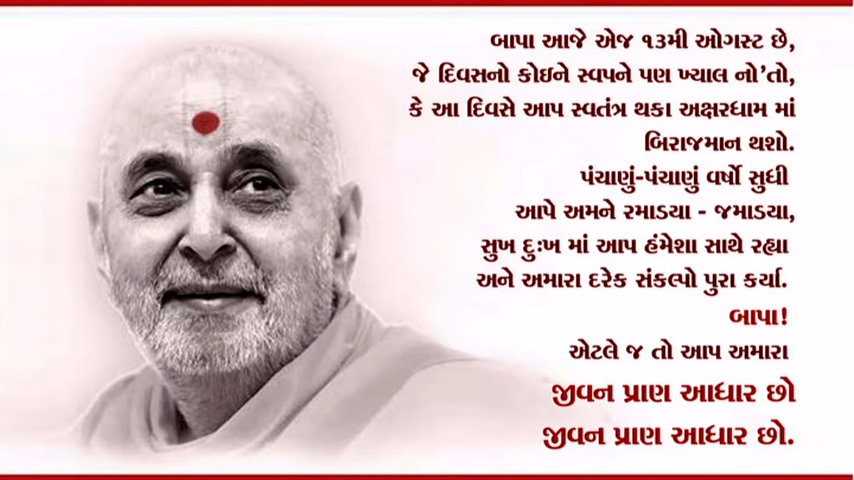 બાપા આજે એજ ૧૩મી ઓગસ્ટ છે,
જે દિવસનો કોઇને સ્વપને પણ ખ્યાલ નો'તો,
કે આ દિવસે આપ સ્વતંત્ર થકા અક્ષરધામ માં
બિરાજમાન થશો.
પંચાણું-પંચાણું વર્ષો સુધી
આપે અમને રમાડયા - જમાડયા,
સુખ દુઃખ માં આપ હંમેશા સાથે રહ્યા
અને અમારા દરેક સંકલ્પો પુરા કર્યા.
બાપા!
એટલે જ તો આપ અમારા
જીવન પ્રાણ આધાર છો
જીવન પ્રાણ આધાર છો.